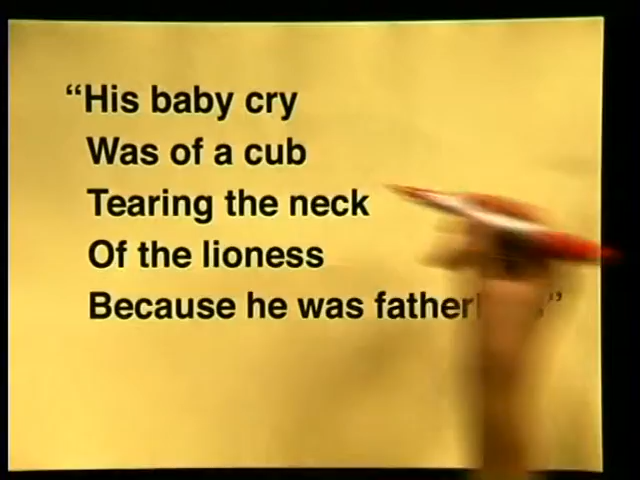 “His baby cry
Was of a cub
Tearing the neck
Of the lioness
Because he was